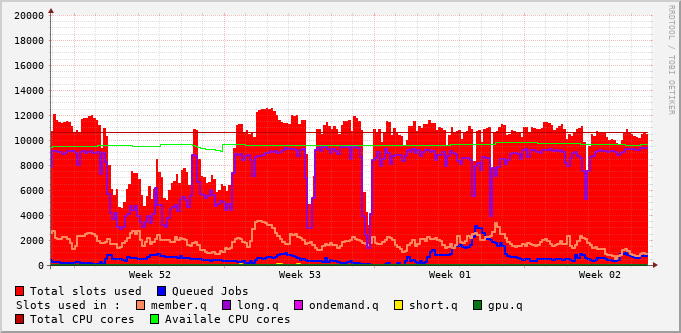 RRDTOOL / TOBI OETIKER
20000
18000
16000
14000
12000
10000
8000
6000
4000
2000
0
Week 52 Week 53 Week 01 Week 02
Total slots used Queued Jobs
Slots used in : member.q long.q ondemand.q short.q gpu.q
Total CPU cores Availale CPU cores